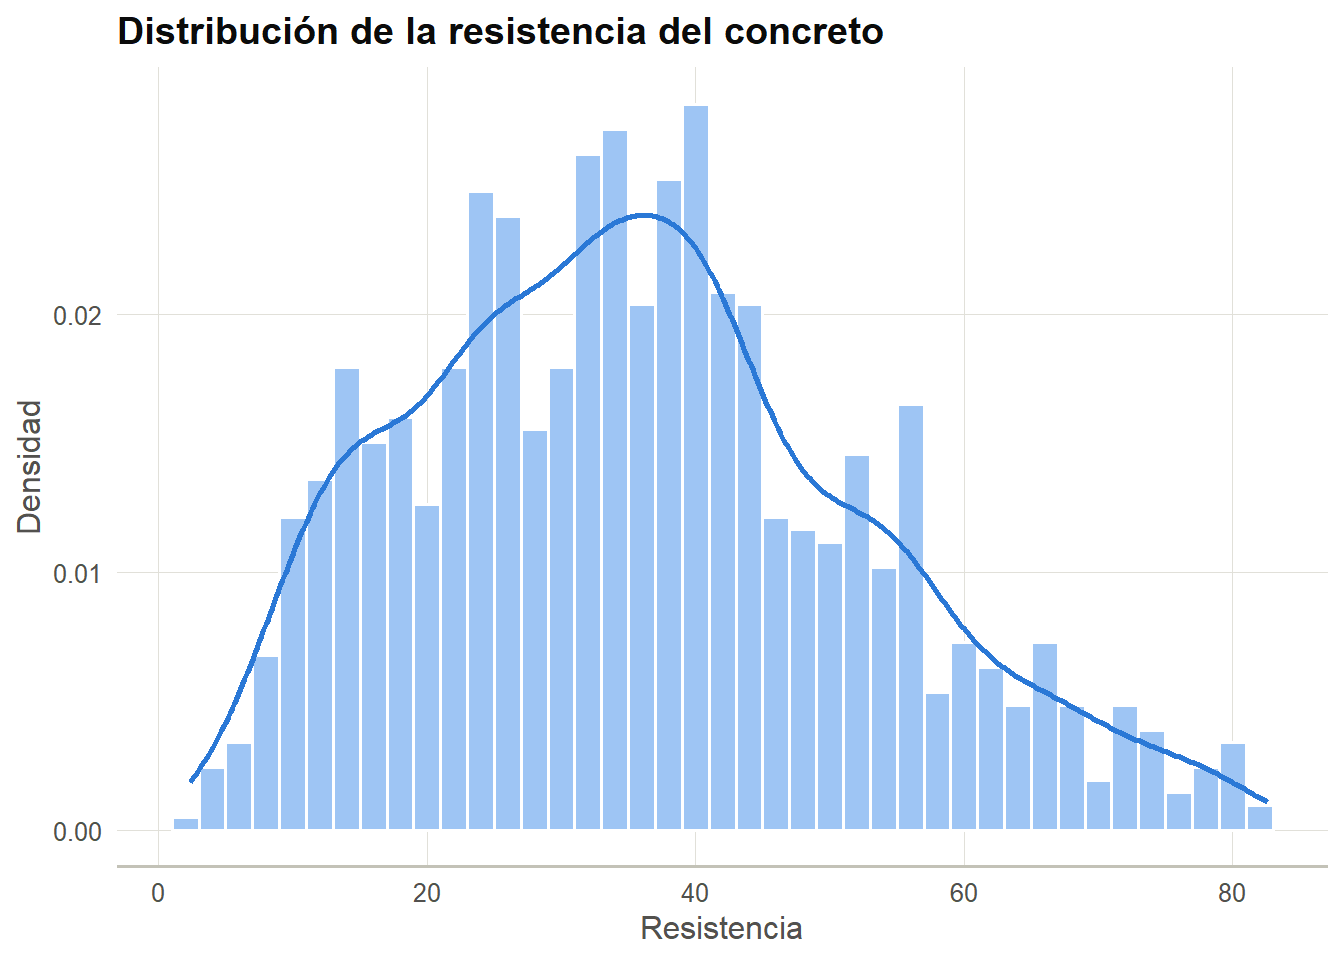 Distribución de la resistencia del concreto
Densidad
0.02
0.01
0.00
0 20 40 60 80
Resistencia